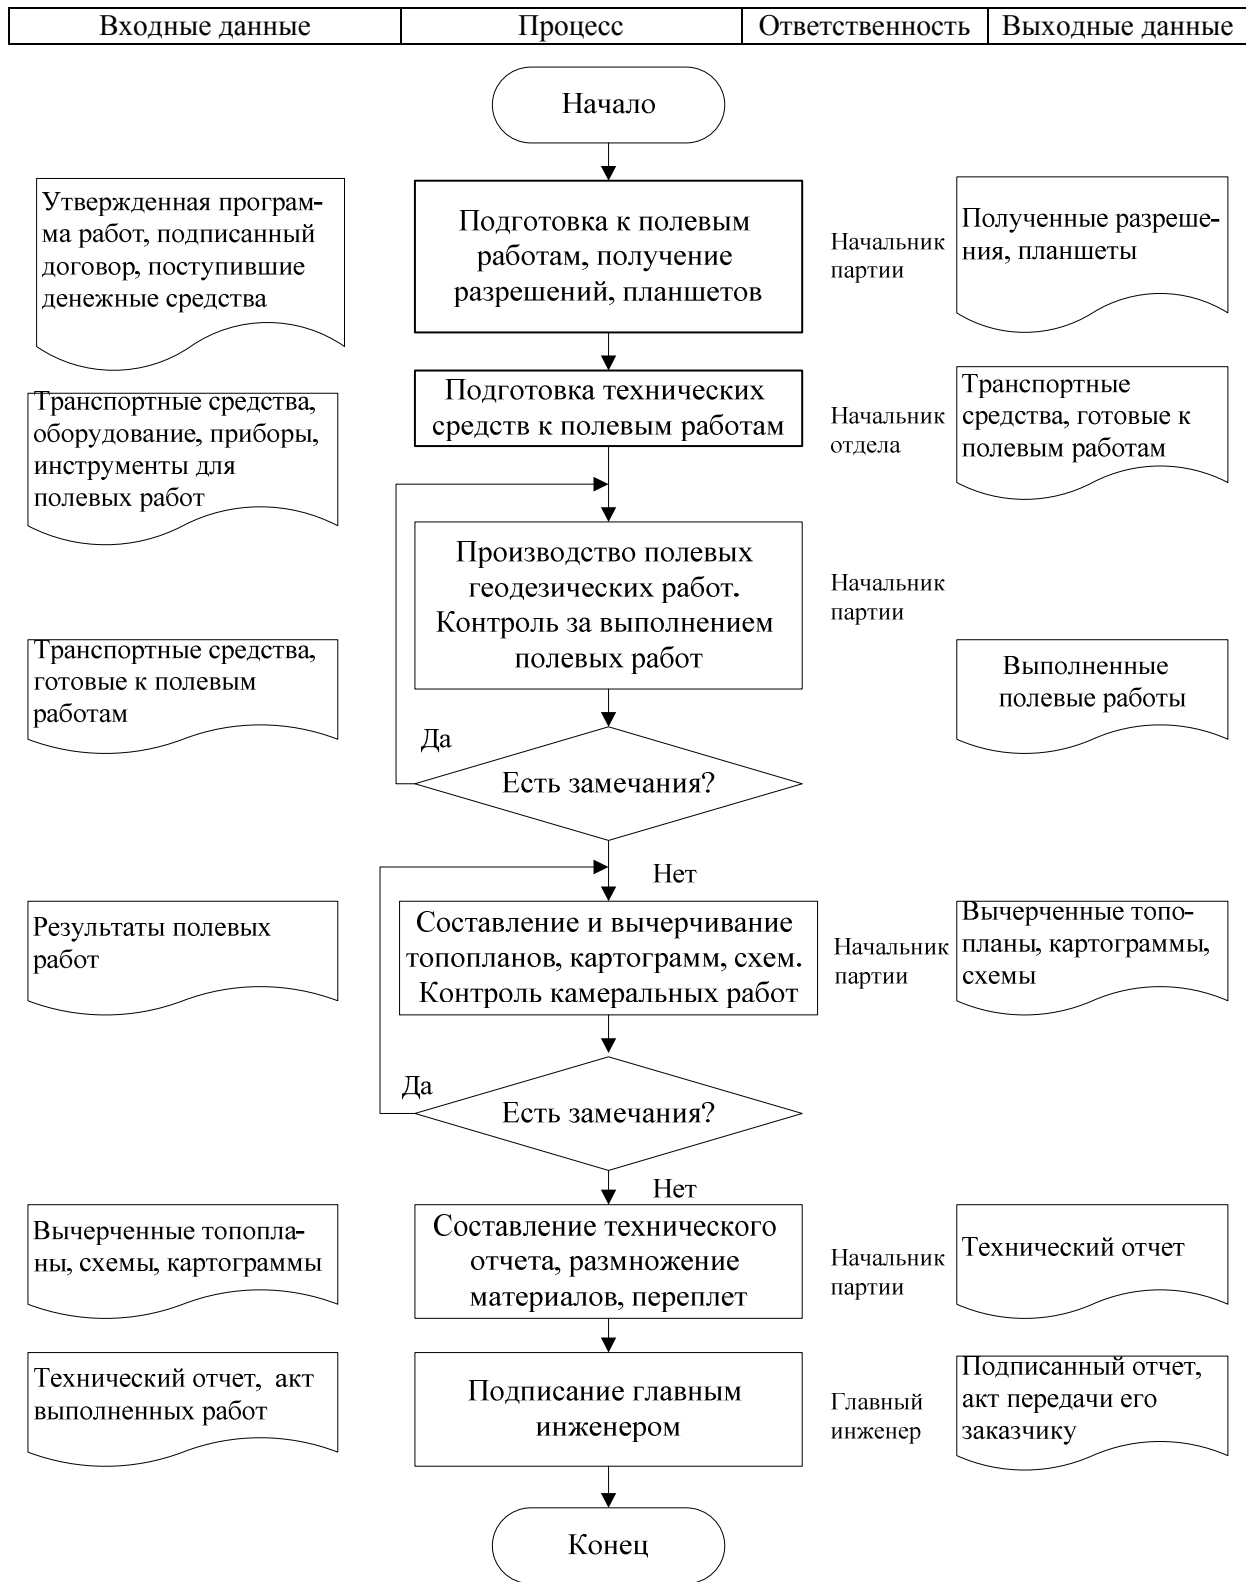 Входные данные
Процесс
Ответственность
Выходные данные
Начало
Утвержденная програм-
ма работ, подписанный
договор, поступившие
денежные средства
Подготовка к полевым
работам, получение
разрешений, планшетов
Начальник
партии
Полученные разреше-
ния, планшеты
Транспортные средства,
оборудование, приборы,
инструменты для
полевых работ
Подготовка технических
средств к полевым работам
Начальник
отдела
Транспортные
средства, готовые к
полевым работам
Производство полевых
геодезических работ.
Контроль за выполнением
полевых работ
Начальник
партии
Транспортные средства,
готовые к полевым
работам
Выполненные
полевые работы
Да
Есть замечания?
Нет
Результаты полевых
работ
Составление и вычерчивание
топопланов, картограмм, схем.
Контроль камеральных работ
Начальник
партии
Вычерченные топо-
планы, картограммы,
схемы
Да
Есть замечания?
Нет
Вычерченные топопла-
ны, схемы, картограммы
Составление технического
отчета, размножение
материалов, переплет
Начальник
партии
Технический отчет
Технический отчет, акт
выполненных работ
Подписание главным
инженером
Главный
инженер
Подписанный отчет,
акт передачи его
заказчику
Конец